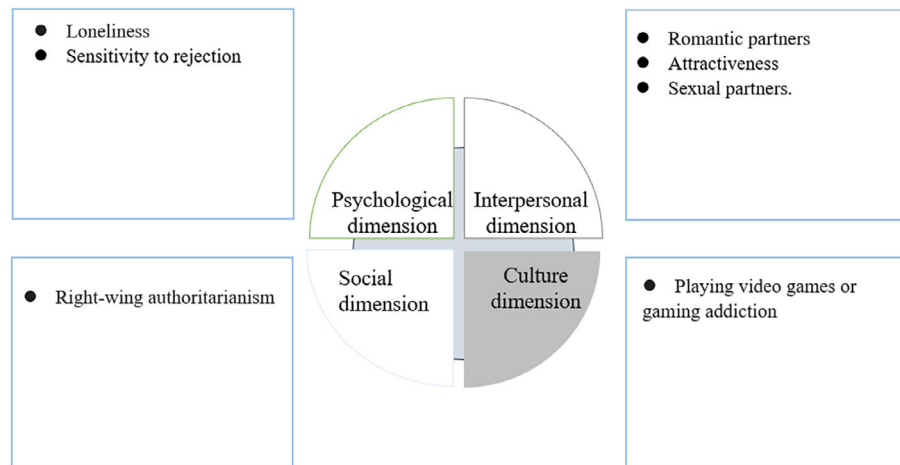 ● Loneliness
● Sensitivity to rejection
● Romantic partners
● Attractiveness
● Sexual partners.
Psychological
dimension
Interpersonal
dimension
Social
dimension
Culture
dimension
● Right-wing authoritarianism
● Playing video games or
gaming addiction